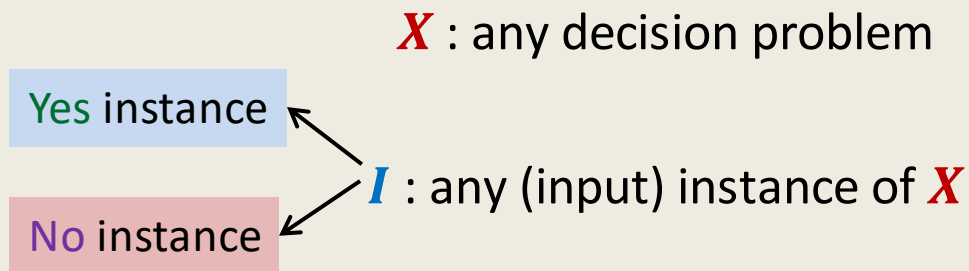 X : any decision problem
Yes instance
I : any (input) instance of X
No instance